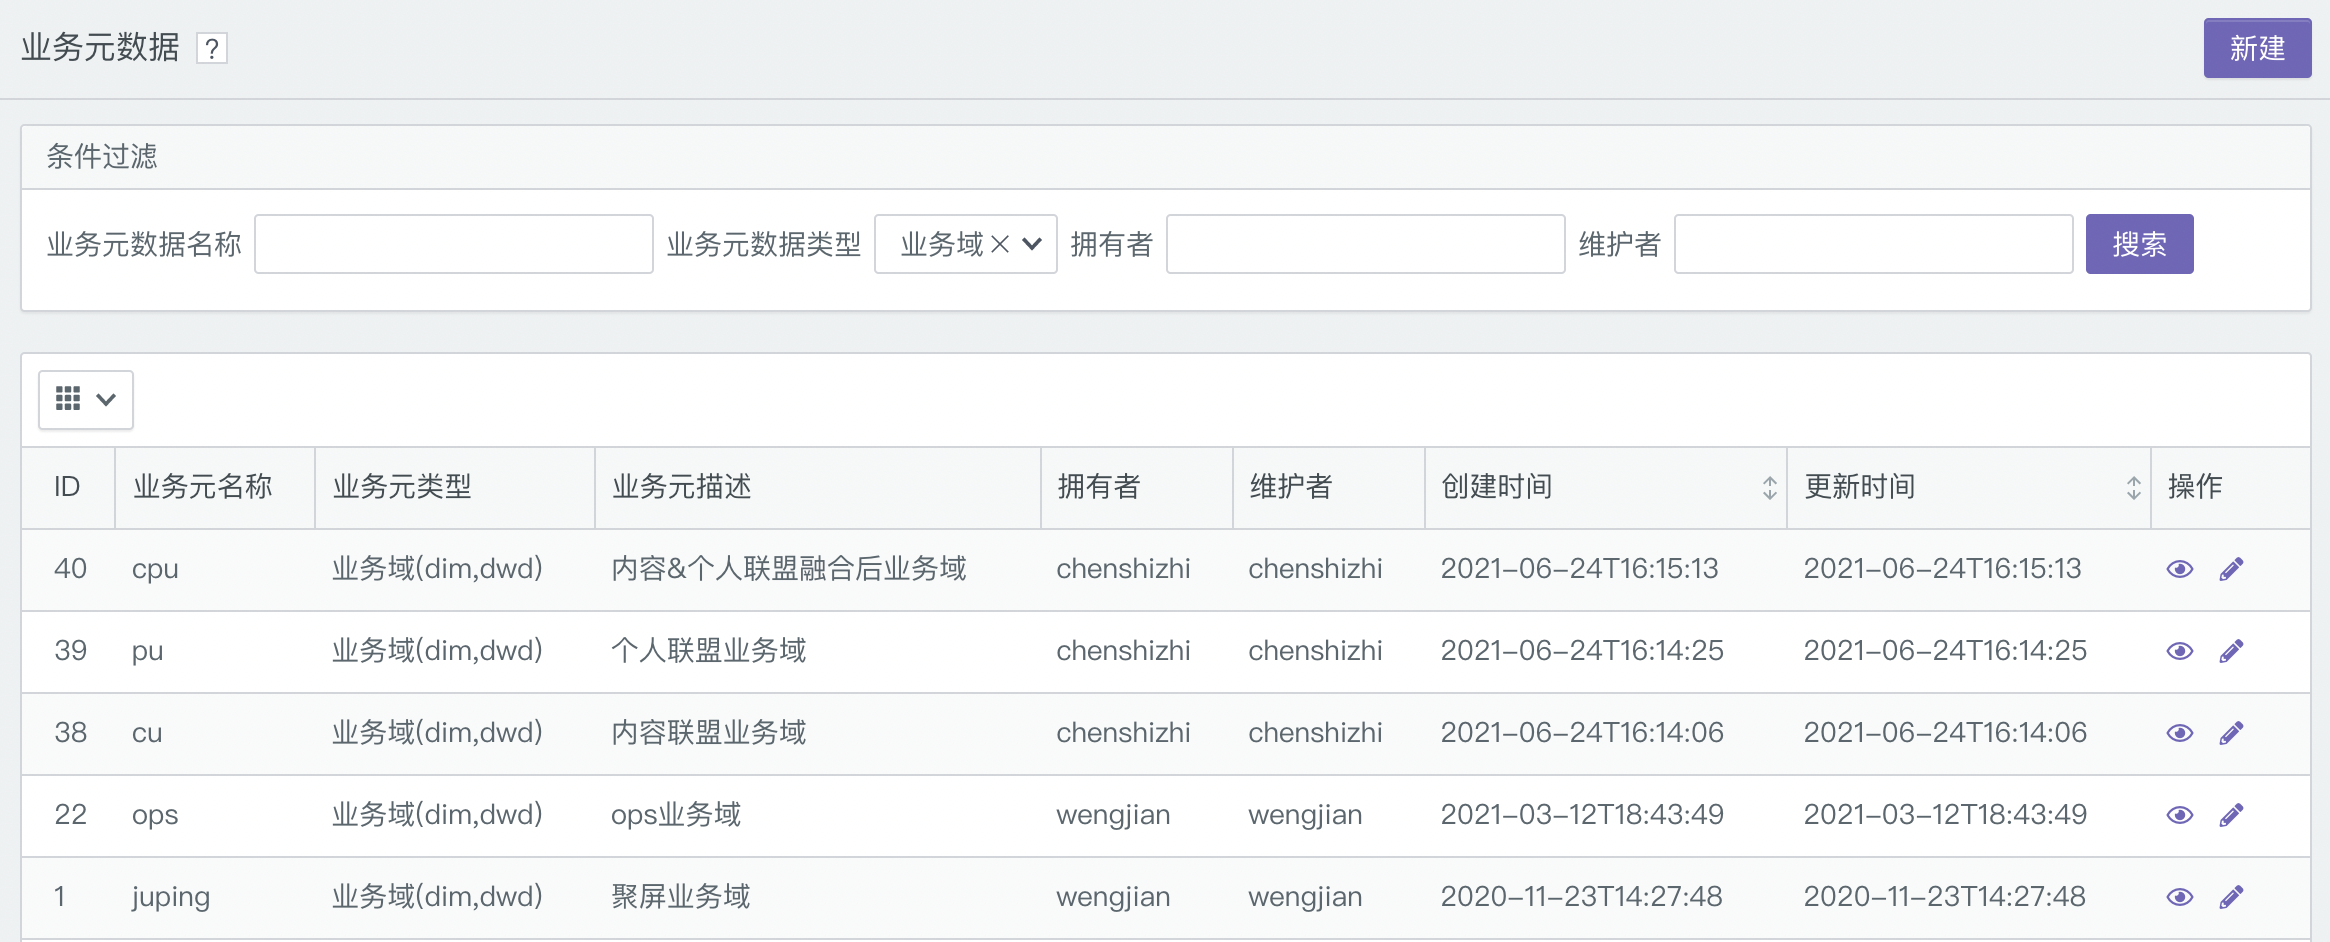 业务元数据 ?
新建
条件过滤
业务元数据名称 业务元数据类型 业务域 拥有者 维护者 搜索
ID 业务元名称 业务元类型 业务元描述 拥有者 维护者 创建时间 更新时间 操作
40 cpu 业务域(dim,dwd) 内容&个人联盟融合后业务域 chenshizhi chenshizhi 2021-06-24T16:15:13 2021-06-24T16:15:13
39 pu 业务域(dim,dwd) 个人联盟业务域 chenshizhi chenshizhi 2021-06-24T16:14:25 2021-06-24T16:14:25
38 cu 业务域(dim,dwd) 内容联盟业务域 chenshizhi chenshizhi 2021-06-24T16:14:06 2021-06-24T16:14:06
22 ops 业务域(dim,dwd) ops业务域 wengjian wengjian 2021-03-12T18:43:49 2021-03-12T18:43:49
1 juping 业务域(dim,dwd) 聚屏业务域 wengjian wengjian 2020-11-23T14:27:48 2020-11-23T14:27:48